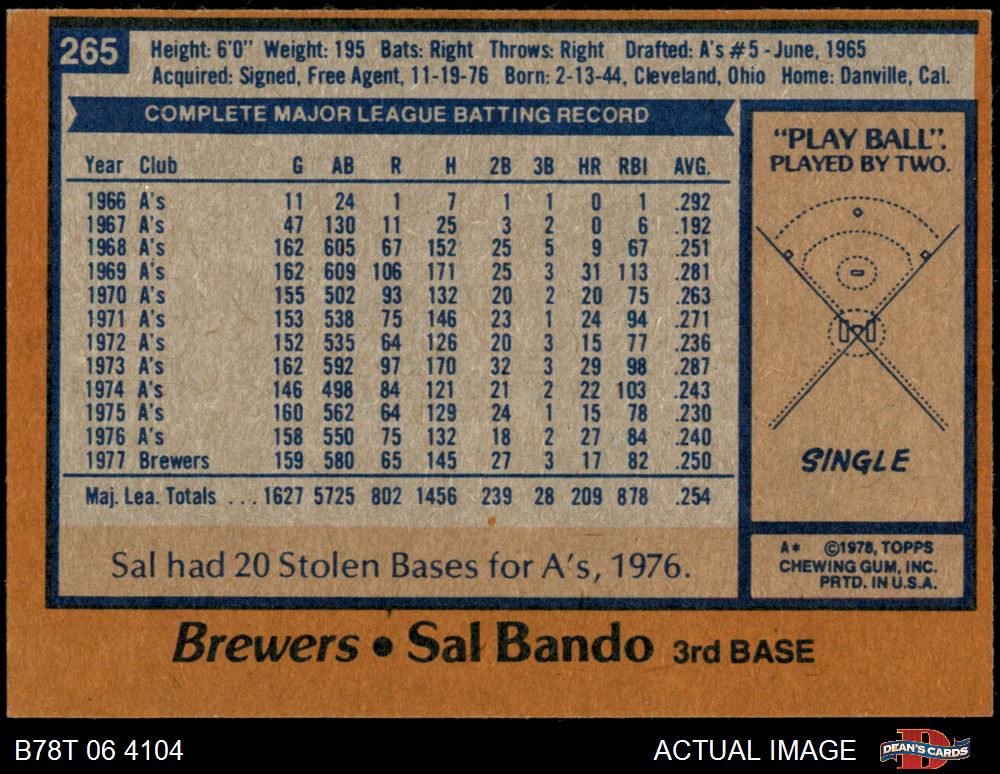 265
Height: 6'0" Weight: 195 Bats: Right Throws: Right Drafted: A's #5 - June, 1965
Acquired: Signed, Free Agent, 11-19-76 Born: 2-13-44, Cleveland, Ohio Home: Danville, Cal.
COMPLETE MAJOR LEAGUE BATTING RECORD
Year Club G AB R H 2B 3B HR RBI AVG.
1966 A's 11 24 1 7 1 1 0 1 .292
1967 A's 47 130 11 25 3 2 0 6 .192
1968 A's 162 605 67 152 25 5 9 67 .251
1969 A's 162 609 106 171 25 3 31 113 .281
1970 A's 155 502 93 132 20 2 20 75 .263
1971 A's 153 538 75 146 23 1 24 94 .271
1972 A's 152 535 64 126 20 3 15 77 .236
1973 A's 162 592 97 170 32 3 29 98 .287
1974 A's 146 498 84 121 21 2 22 103 .243
1975 A's 160 562 64 129 24 1 15 78 .230
1976 A's 158 550 75 132 18 2 27 84 .240
1977 Brewers 159 580 65 145 27 3 17 82 .250
Maj. Lea. Totals ... 1627 5725 802 1456 239 28 209 878 .254
Sal had 20 Stolen Bases for A's, 1976.
"PLAY BALL".
PLAYED BY TWO.
SINGLE
A* ©1978, TOPPS
CHEWING GUM, INC.
PRTD. IN U.S.A.
Brewers • Sal Bando 3rd BASE
B78T 06 4104
ACTUAL IMAGE
DEAN'S CARDS